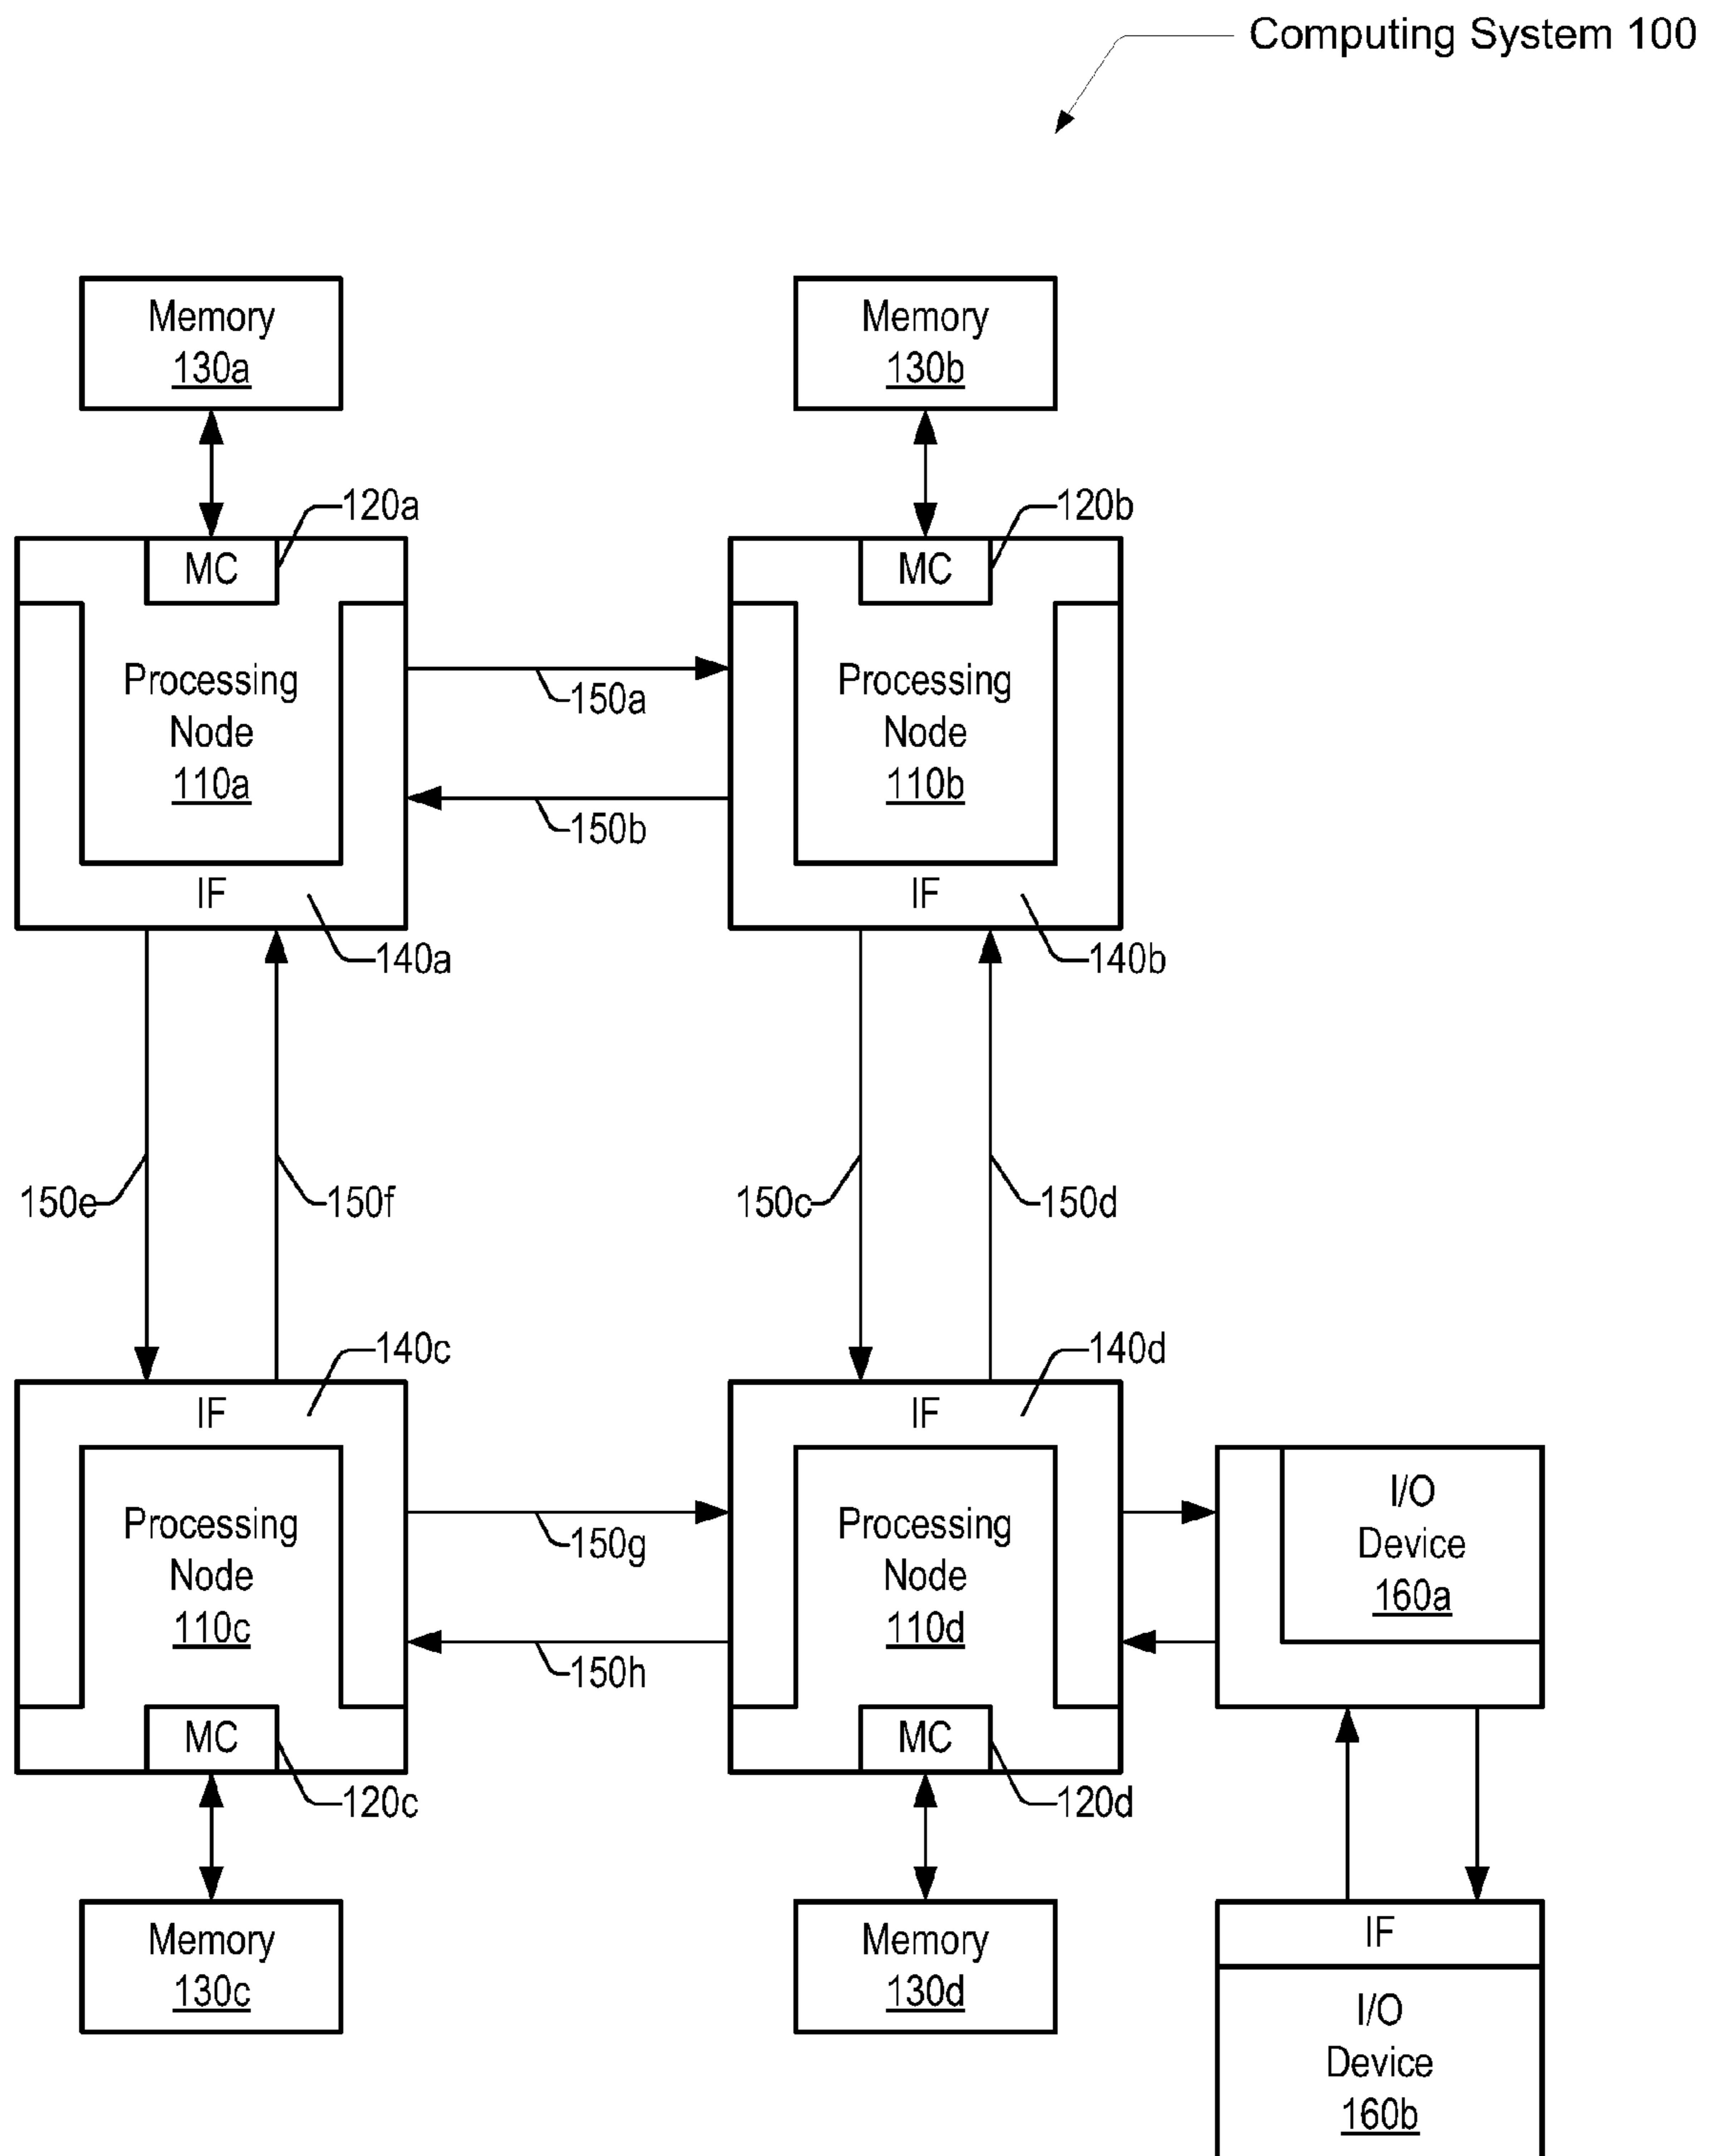 Computing System 100
Memory
130a
Memory
130b
120a
120b
MC
MC
Processing
Node
110a
150a
150b
Processing
Node
110b
IF
IF
140a
140b
150e
150f
150c
150d
140c
140d
IF
IF
Processing
Node
110c
150g
150h
Processing
Node
110d
I/O
Device
160a
MC
MC
120c
120d
Memory
130c
Memory
130d
IF
I/O
Device
160b